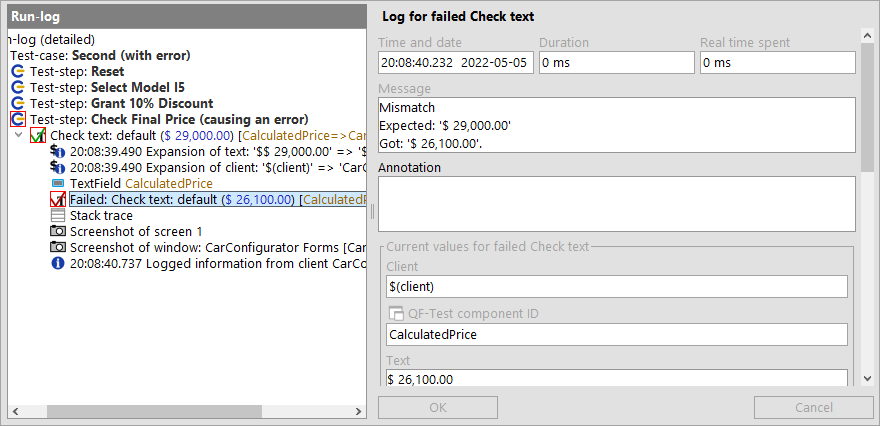 Run-log
n-log (detailed)
Test-case: Second (with error)
Test-step: Reset
Test-step: Select Model I5
Test-step: Grant 10% Discount
Test-step: Check Final Price (causing an error)
Check text: default ($ 29,000.00) [CalculatedPrice=>Car
20:08:39.490 Expansion of text: '$$ 29,000.00' => '$
20:08:39.490 Expansion of client: '$(client)' => 'CarC
TextField CalculatedPrice
Failed: Check text: default ($ 26,100.00) [CalculatedP
Stack trace
Screenshot of screen 1
Screenshot of window: CarConfigurator Forms [Car
20:08:40.737 Logged information from client CarCo
Log for failed Check text
Time and date Duration Real time spent
20:08:40.232 2022-05-05 0 ms 0 ms
Message
Mismatch
Expected: '$ 29,000.00'
Got: '$ 26,100.00'.
Annotation
Current values for failed Check text
Client
$(client)
QF-Test component ID
CalculatedPrice
Text
$ 26,100.00
OK Cancel